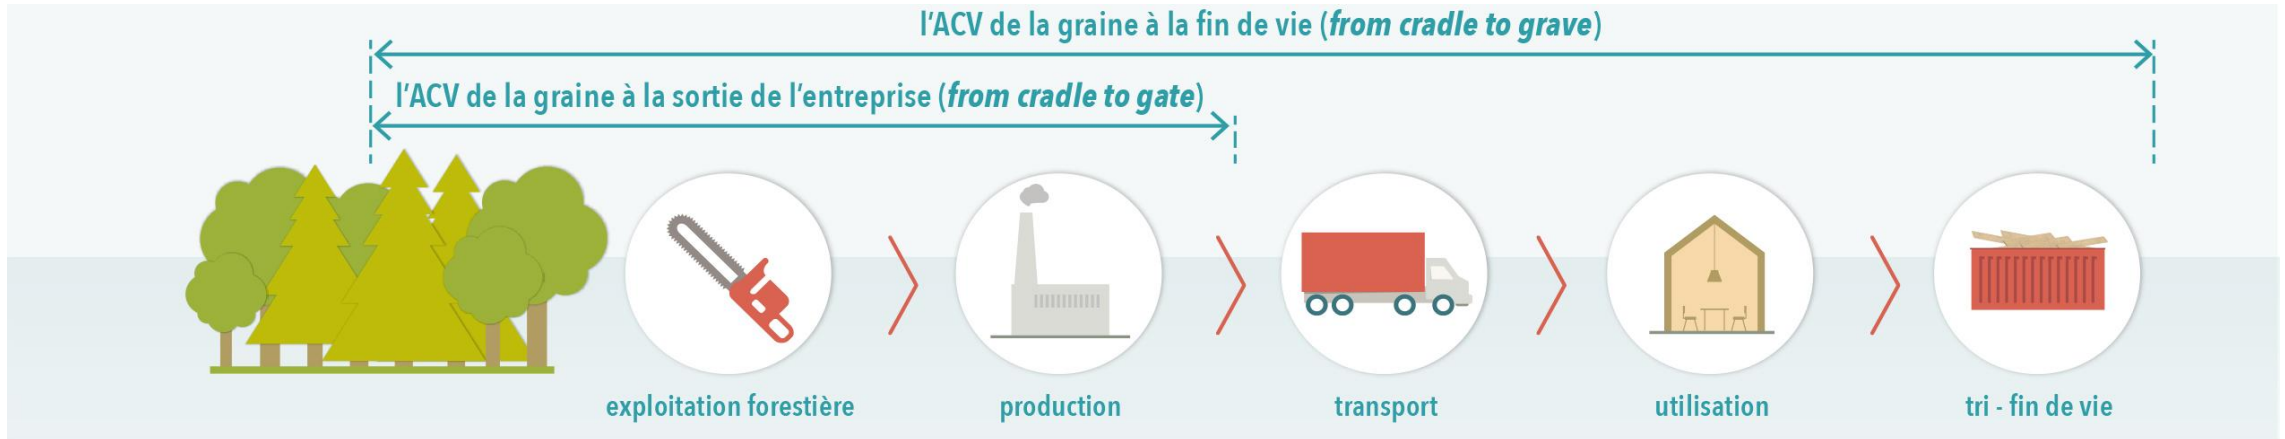 l’ACV de la graine à la fin de vie (from cradle to grave)
l’ACV de la graine à la sortie de l’entreprise (from cradle to gate)
exploitation forestière
production
transport
utilisation
tri - fin de vie